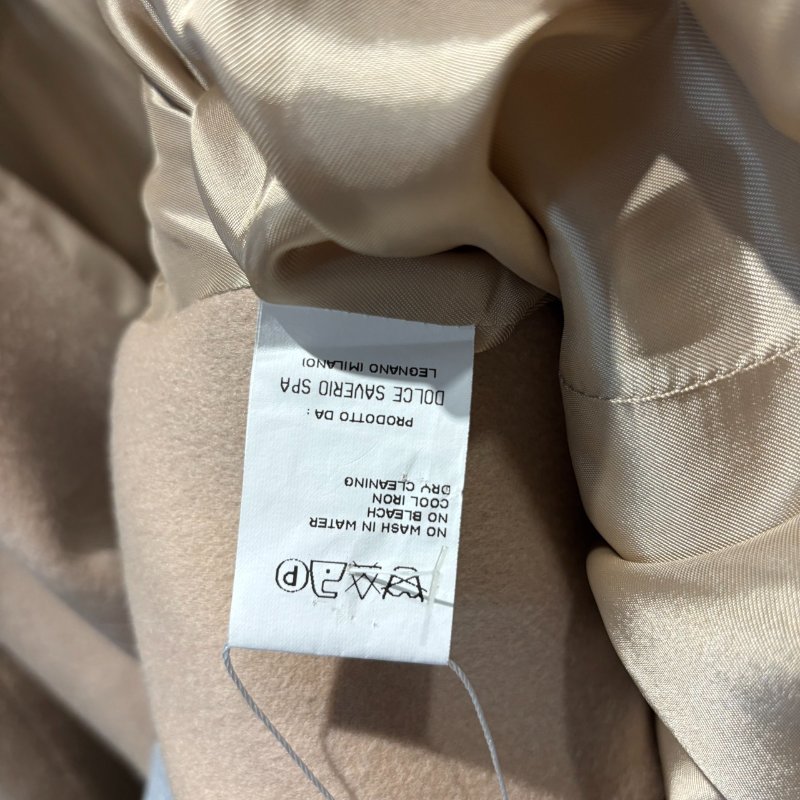 NO WASH IN WATER
NO BLEACH
COOL IRON
DRY CLEANING
PRODOTTO DA :
DOLCE SAVERIO SPA
LEGNANO (MILANO)